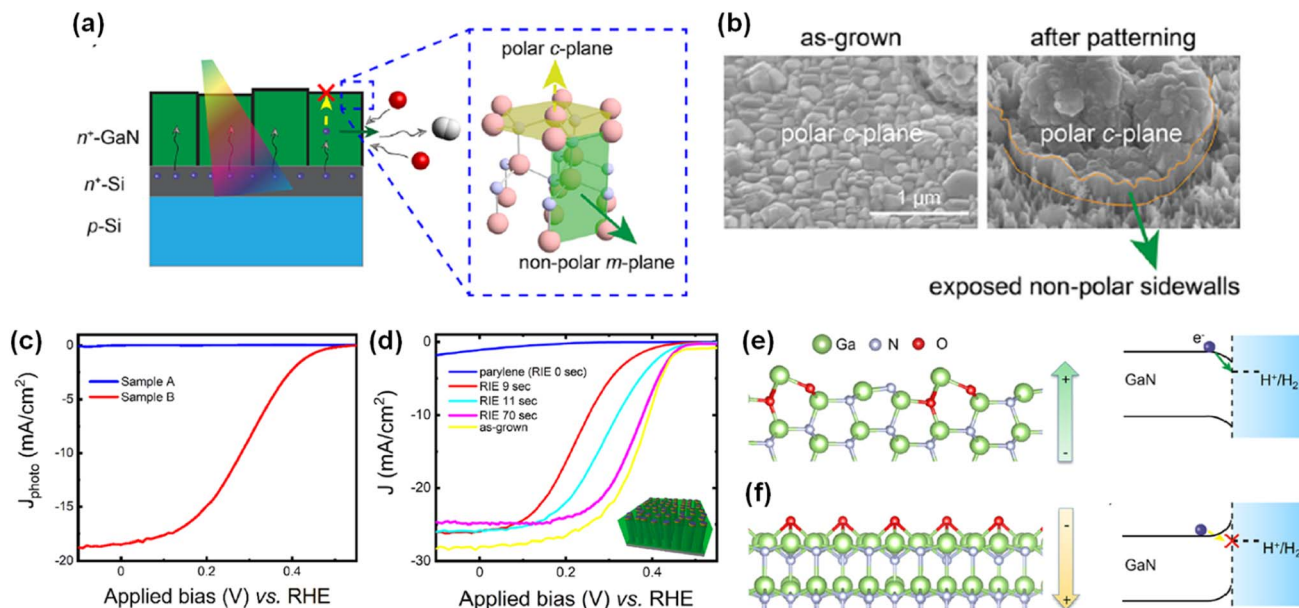 (a)
polar c-plane
n⁺-GaN
n⁺-Si
p-Si
non-polar m-plane
(b)
as-grown
after patterning
polar c-plane
polar c-plane
1 μm
exposed non-polar sidewalls
(c)
0
-5
-10
-15
-20
Sample A
Sample B
J_photo (mA/cm²)
0
0.2
0.4
Applied bias (V) vs. RHE
(d)
0
-10
-20
-30
parylene (RIE 0 sec)
RIE 9 sec
RIE 11 sec
RIE 70 sec
as-grown
J (mA/cm²)
0.0
0.2
0.4
Applied bias (V) vs. RHE
(e)
Ga
N
O
+
-
e⁻
GaN
H⁺/H₂
(f)
-
+
GaN
H⁺/H₂